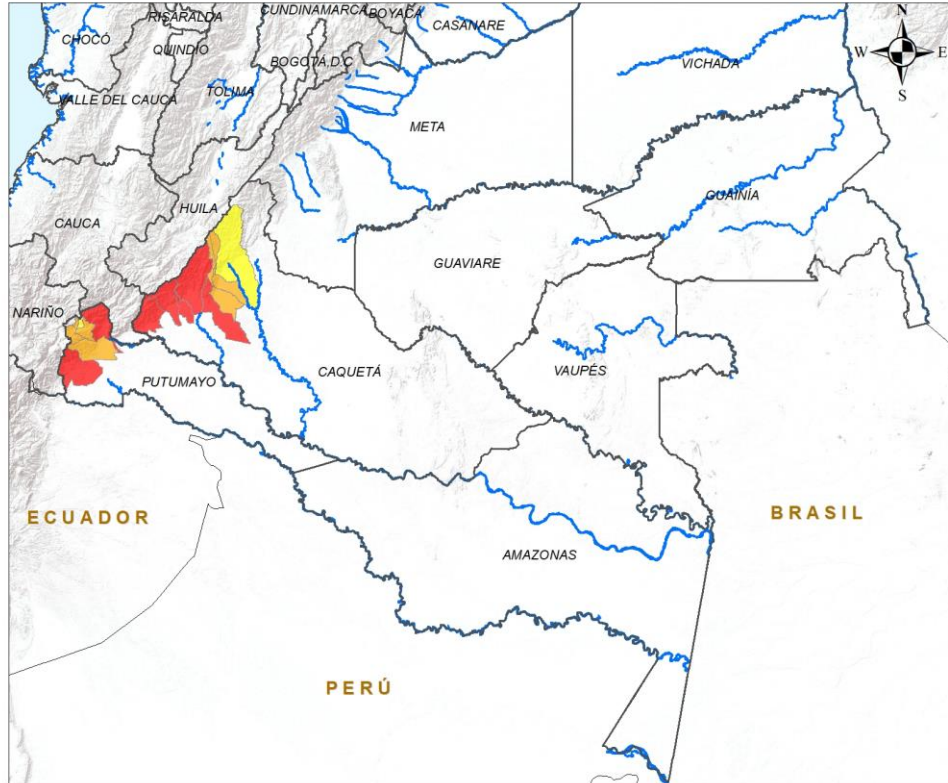 CUNDINAMARCA
BOYACÁ
RISARALDA
CASANARE
CHOCÓ
QUINDÍO
BOGOTÁ D.C
VICHADA
N
W
E
S
VALLE DEL CAUCA
TOLIMA
META
CAUCA
HUILA
GUAINÍA
GUAVIARE
NARIÑO
CAQUETÁ
VAUPÉS
PUTUMAYO
ECUADOR
BRASIL
AMAZONAS
PERÚ